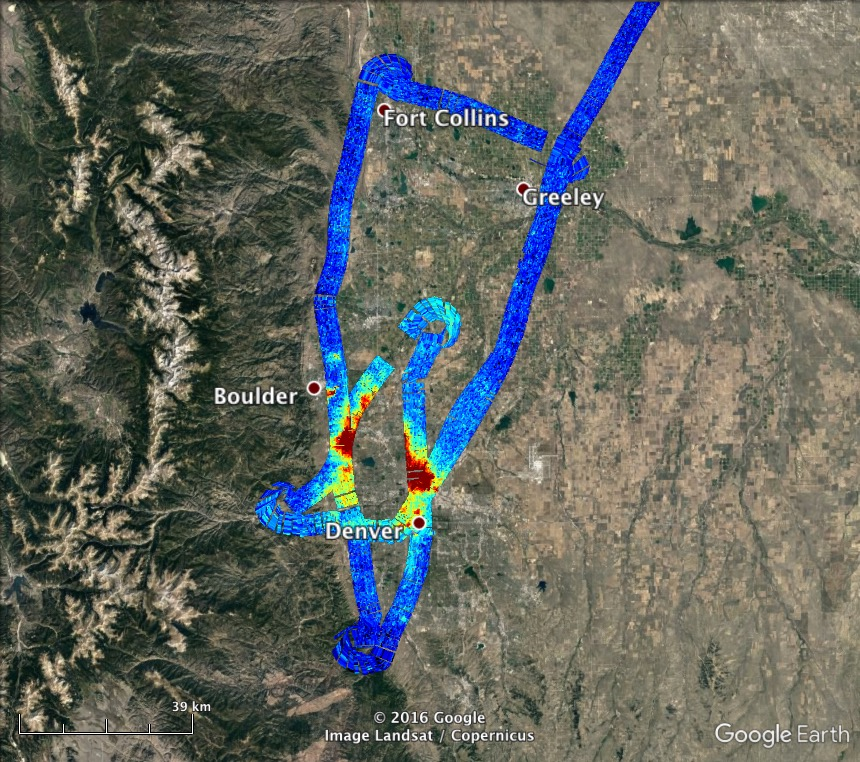 Fort Collins
Greeley
Boulder
Denver
39 km
© 2016 Google
Image Landsat / Copernicus
Google Earth